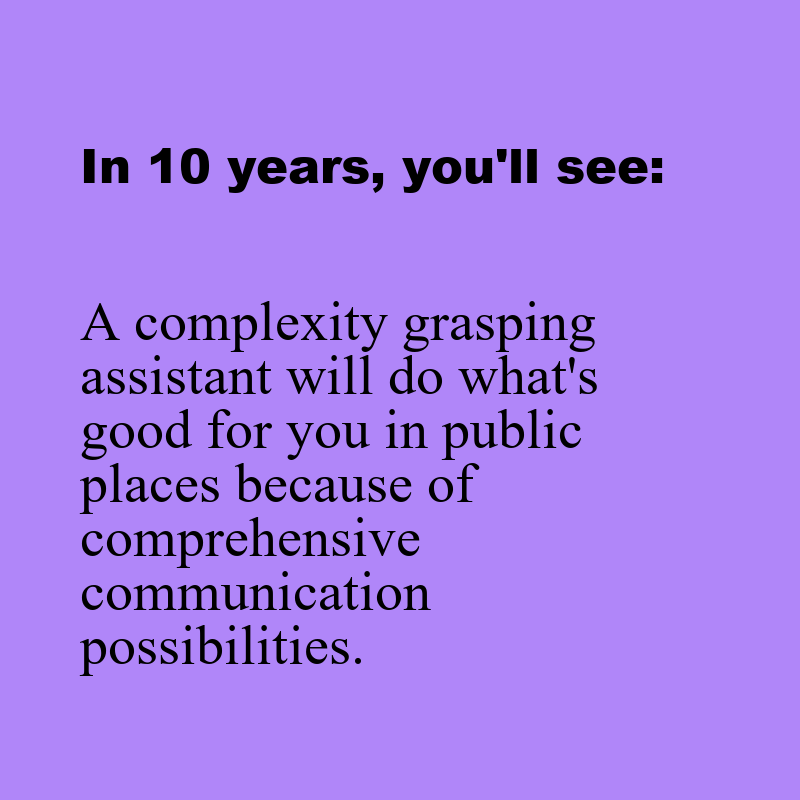 In 10 years, you'll see:
A complexity grasping
assistant will do what's
good for you in public
places because of
comprehensive
communication
possibilities.